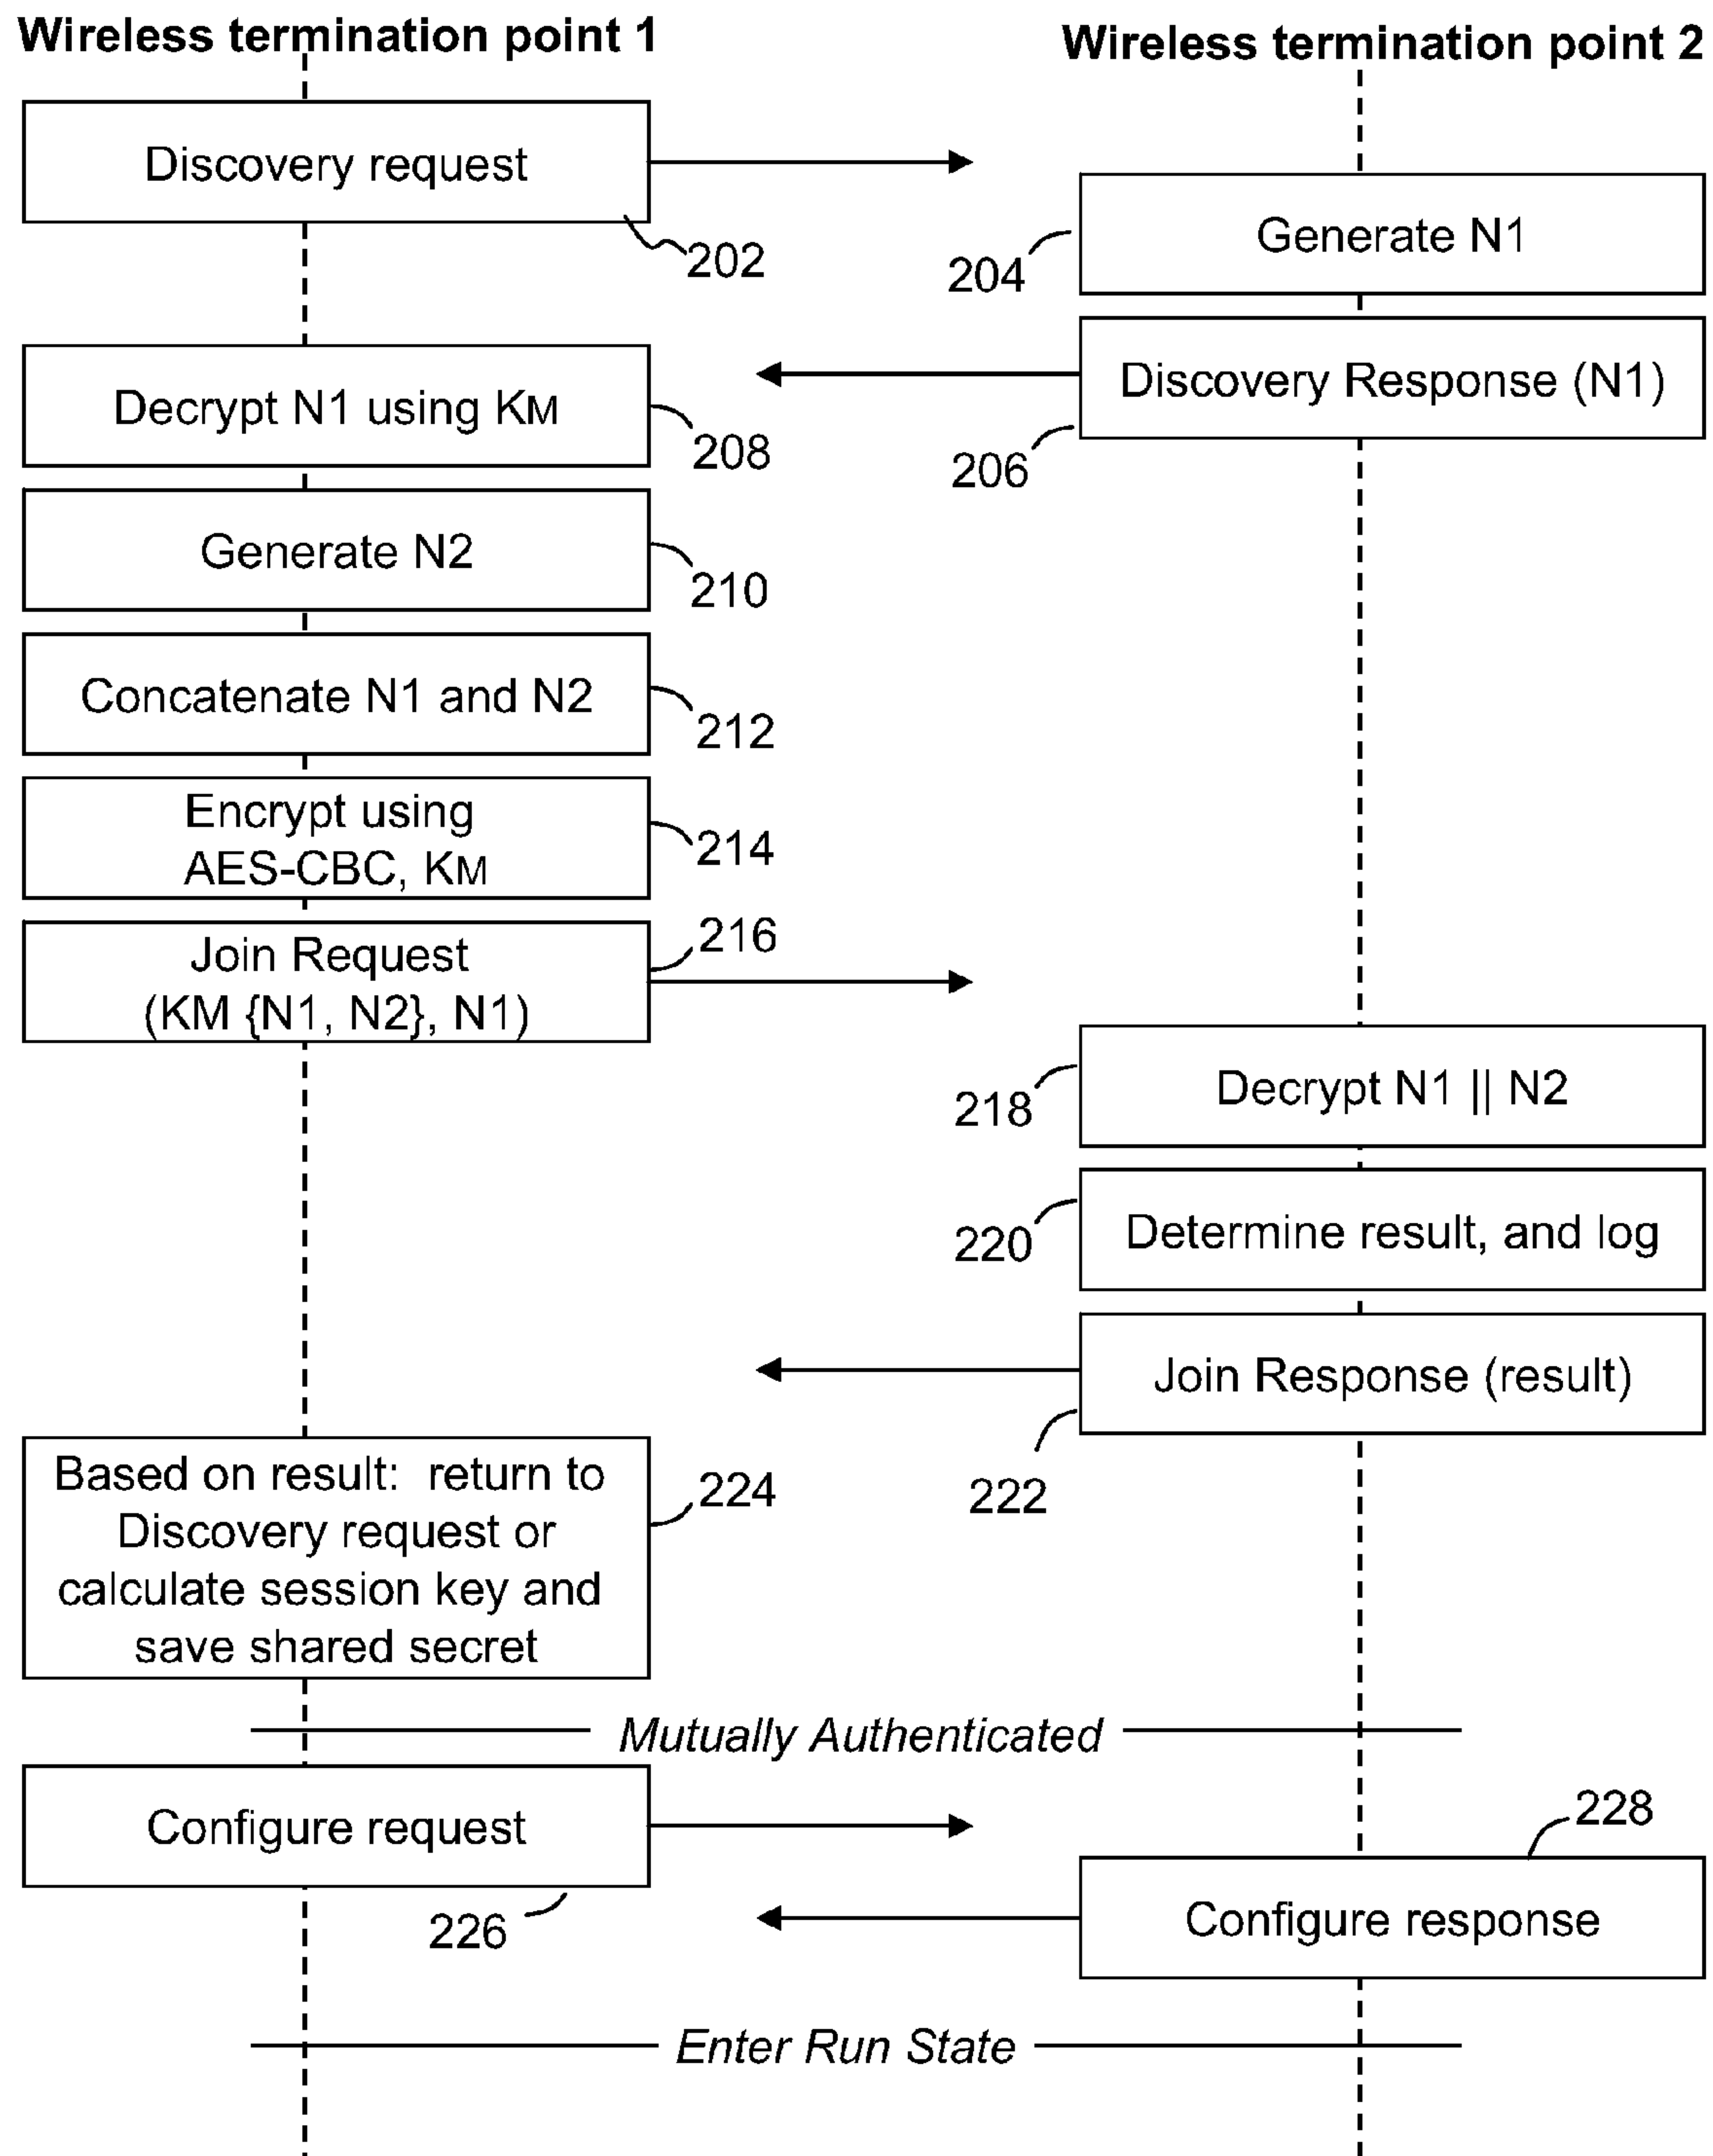 Wireless termination point 1
Wireless termination point 2
Discovery request
202
Generate N1
204
Discovery Response (N1)
206
Decrypt N1 using KM
208
Generate N2
210
Concatenate N1 and N2
212
Encrypt using
AES-CBC, KM
214
Join Request
(KM {N1, N2}, N1)
216
Decrypt N1 || N2
218
Determine result, and log
220
Join Response (result)
222
Based on result: return to
Discovery request or
calculate session key and
save shared secret
224
Mutually Authenticated
Configure request
226
228
Configure response
Enter Run State